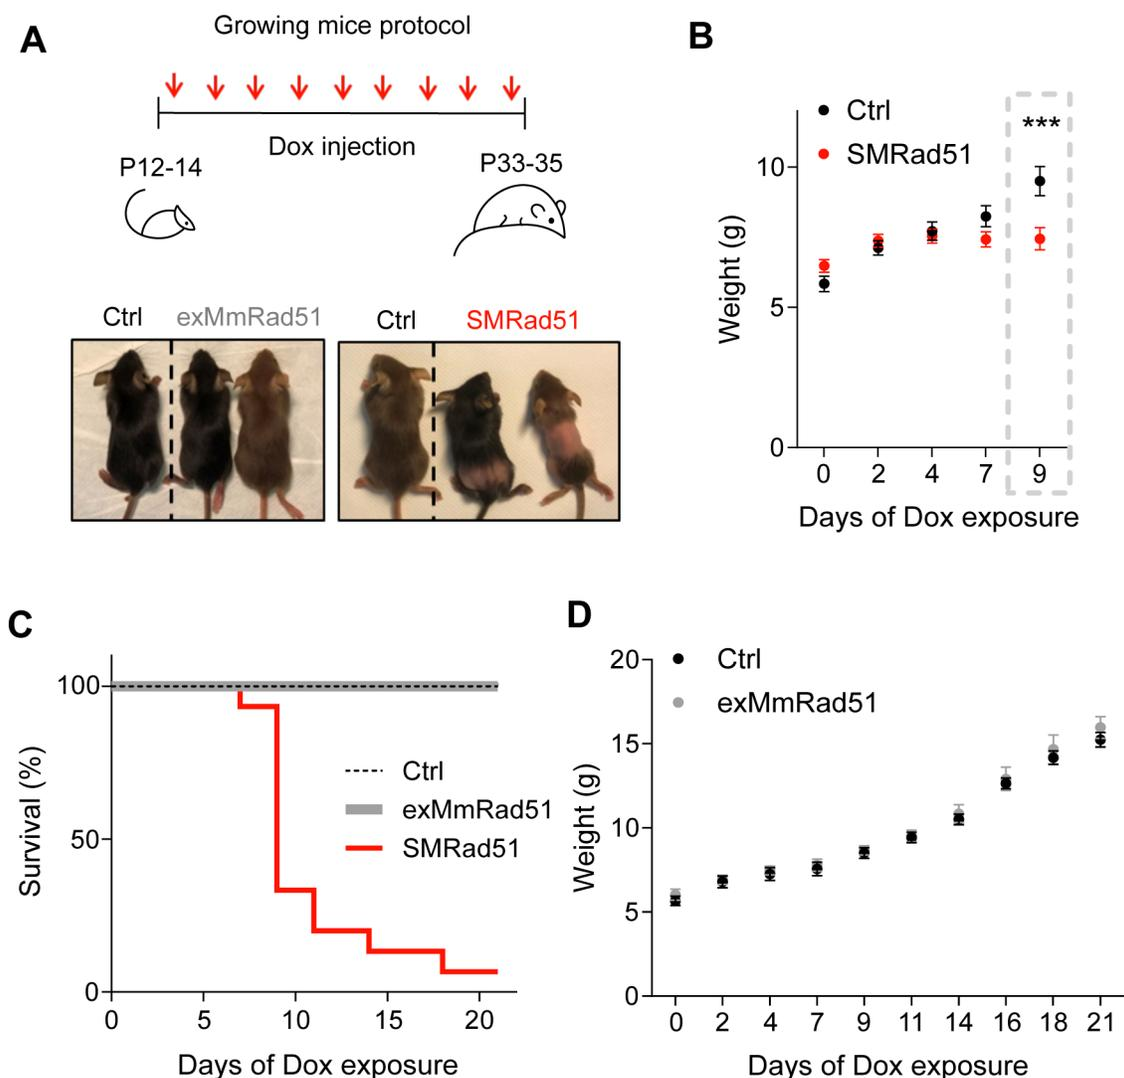 A
Growing mice protocol
Dox injection
P12-14
P33-35
Ctrl
exMmRad51
Ctrl
SMRad51
B
Ctrl
SMRad51
***
10
5
0
Weight (g)
0 2 4 7 9
Days of Dox exposure
C
100
50
0
Survival (%)
Ctrl
exMmRad51
SMRad51
0 5 10 15 20
Days of Dox exposure
D
20
15
10
5
0
Weight (g)
Ctrl
exMmRad51
0 2 4 7 9 11 14 16 18 21
Days of Dox exposure